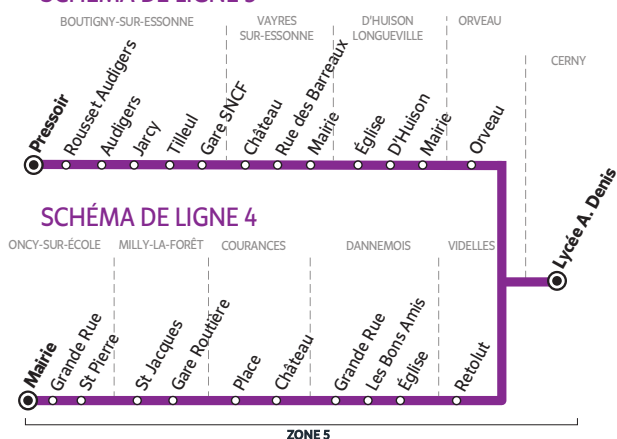 SCHÉMA DE LIGNE 3
BOUTIGNY-SUR-ESSONNE
VAYRES
SUR-ESSONNE
D'HUISON
LONGUEVILLE
ORVEAU
CERNY
Pressoir
Rousset Audigers
Audigers
Jarcy
Tilleul
Gare SNCF
Château
Rue des Barreaux
Mairie
Église
D'Huison
Mairie
Orveau
Lycée A. Denis
SCHÉMA DE LIGNE 4
ONCY-SUR-ÉCOLE
MILLY-LA-FORÊT
COURANCES
DANNEMOIS
VIDELLES
Mairie
Grande Rue
St Pierre
St Jacques
Gare Routière
Place
Château
Grande Rue
Les Bons Amis
Église
Retolut
ZONE 5